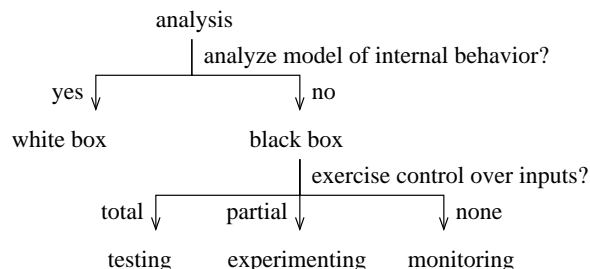 analysis
analyze model of internal behavior?
yes no
white box black box
exercise control over inputs?
total partial none
testing experimenting monitoring